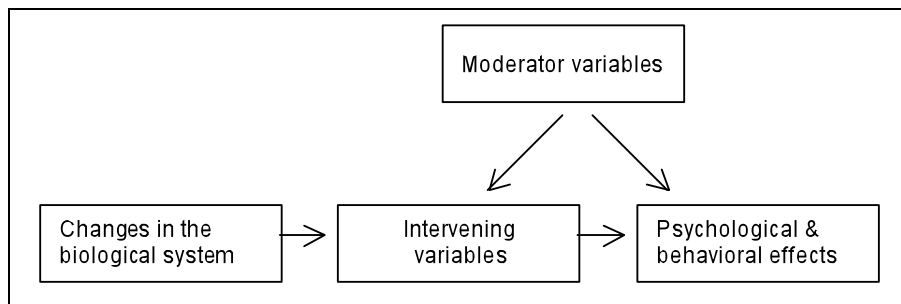 Moderator variables
Changes in the
biological system
Intervening
variables
Psychological &
behavioral effects